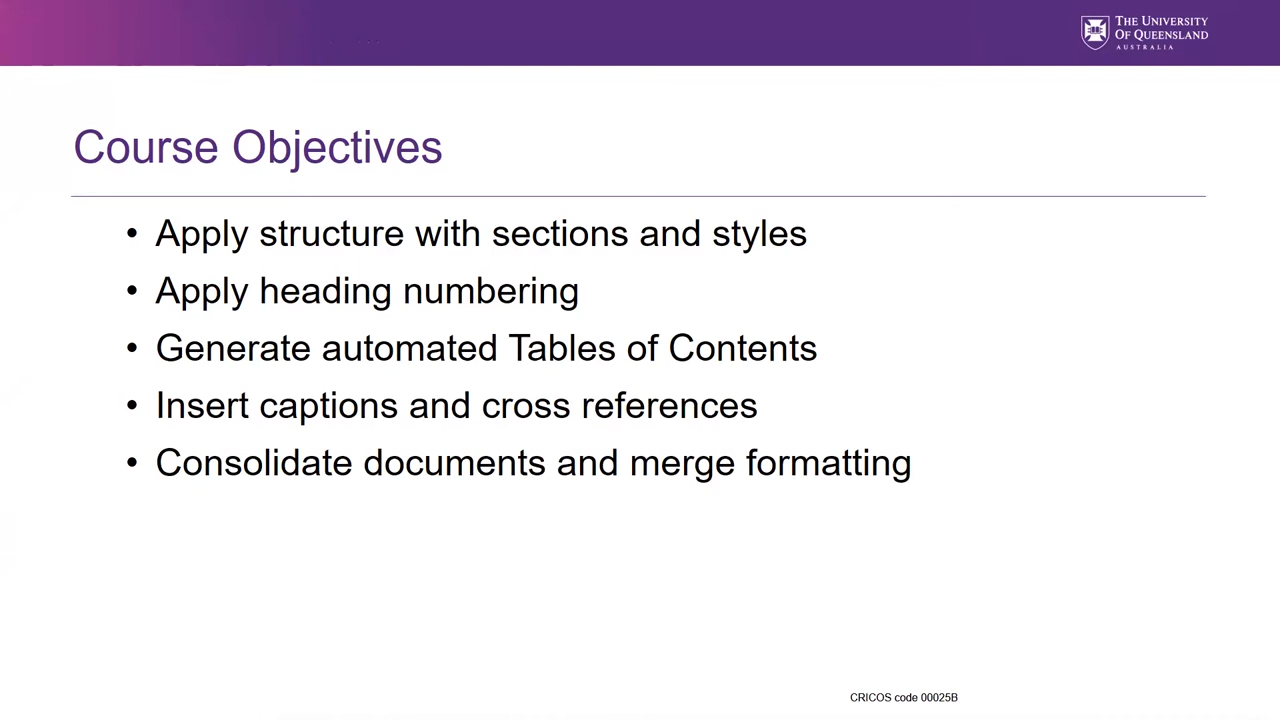 THE UNIVERSITY
OF QUEENSLAND
AUSTRALIA
Course Objectives
• Apply structure with sections and styles
• Apply heading numbering
• Generate automated Tables of Contents
• Insert captions and cross references
• Consolidate documents and merge formatting
CRICOS code 00025B